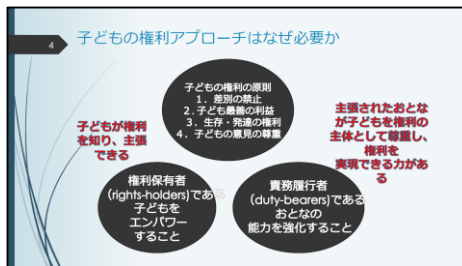 4
子どもの権利アプローチはなぜ必要か
子どもの権利の原則
1．差別の禁止
2．子ども最善の利益
3．生存・発達の権利
4．子どもの意見の尊重
子どもが権利
を知り、主張
できる
主張されたおとな
が子どもを権利の
主体として尊重し、
権利を
実現できる力があ
る
権利保有者
（rights-holders)である
子どもを
エンパワー
すること
責務履行者
（duty-bearers)である
おとなの
能力を強化すること